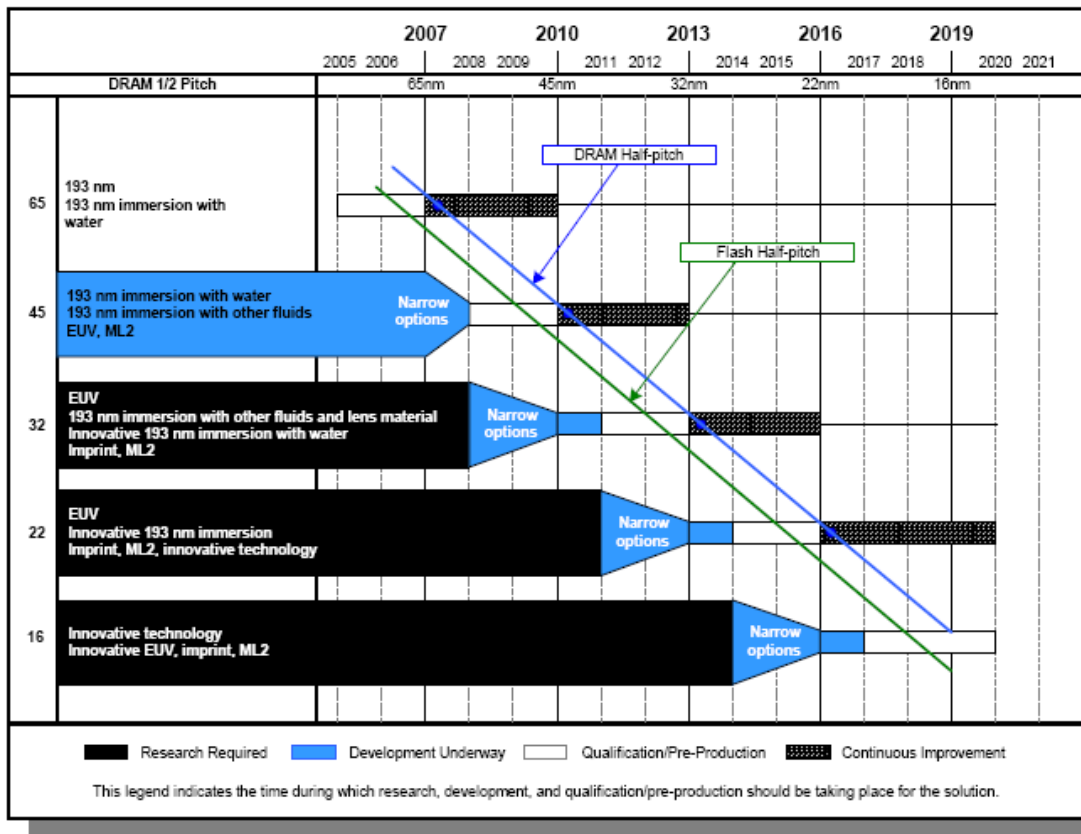 2007 2010 2013 2016 2019
2005 2006 2008 2009 2011 2012 2014 2015 2017 2018 2020 2021
DRAM 1/2 Pitch 65nm 45nm 32nm 22nm 16nm
DRAM Half-pitch
65
193 nm
193 nm immersion with
water
Flash Half-pitch
45
193 nm immersion with water
193 nm immersion with other fluids
EUV, ML2
Narrow
options
32
EUV
193 nm immersion with other fluids and lens material
Innovative 193 nm immersion with water
Imprint, ML2
Narrow
options
22
EUV
Innovative 193 nm immersion
Imprint, ML2, innovative technology
Narrow
options
16
Innovative technology
Innovative EUV, imprint, ML2
Narrow
options
Research Required Development Underway Qualification/Pre-Production Continuous Improvement
This legend indicates the time during which research, development, and qualification/pre-production should be taking place for the solution.